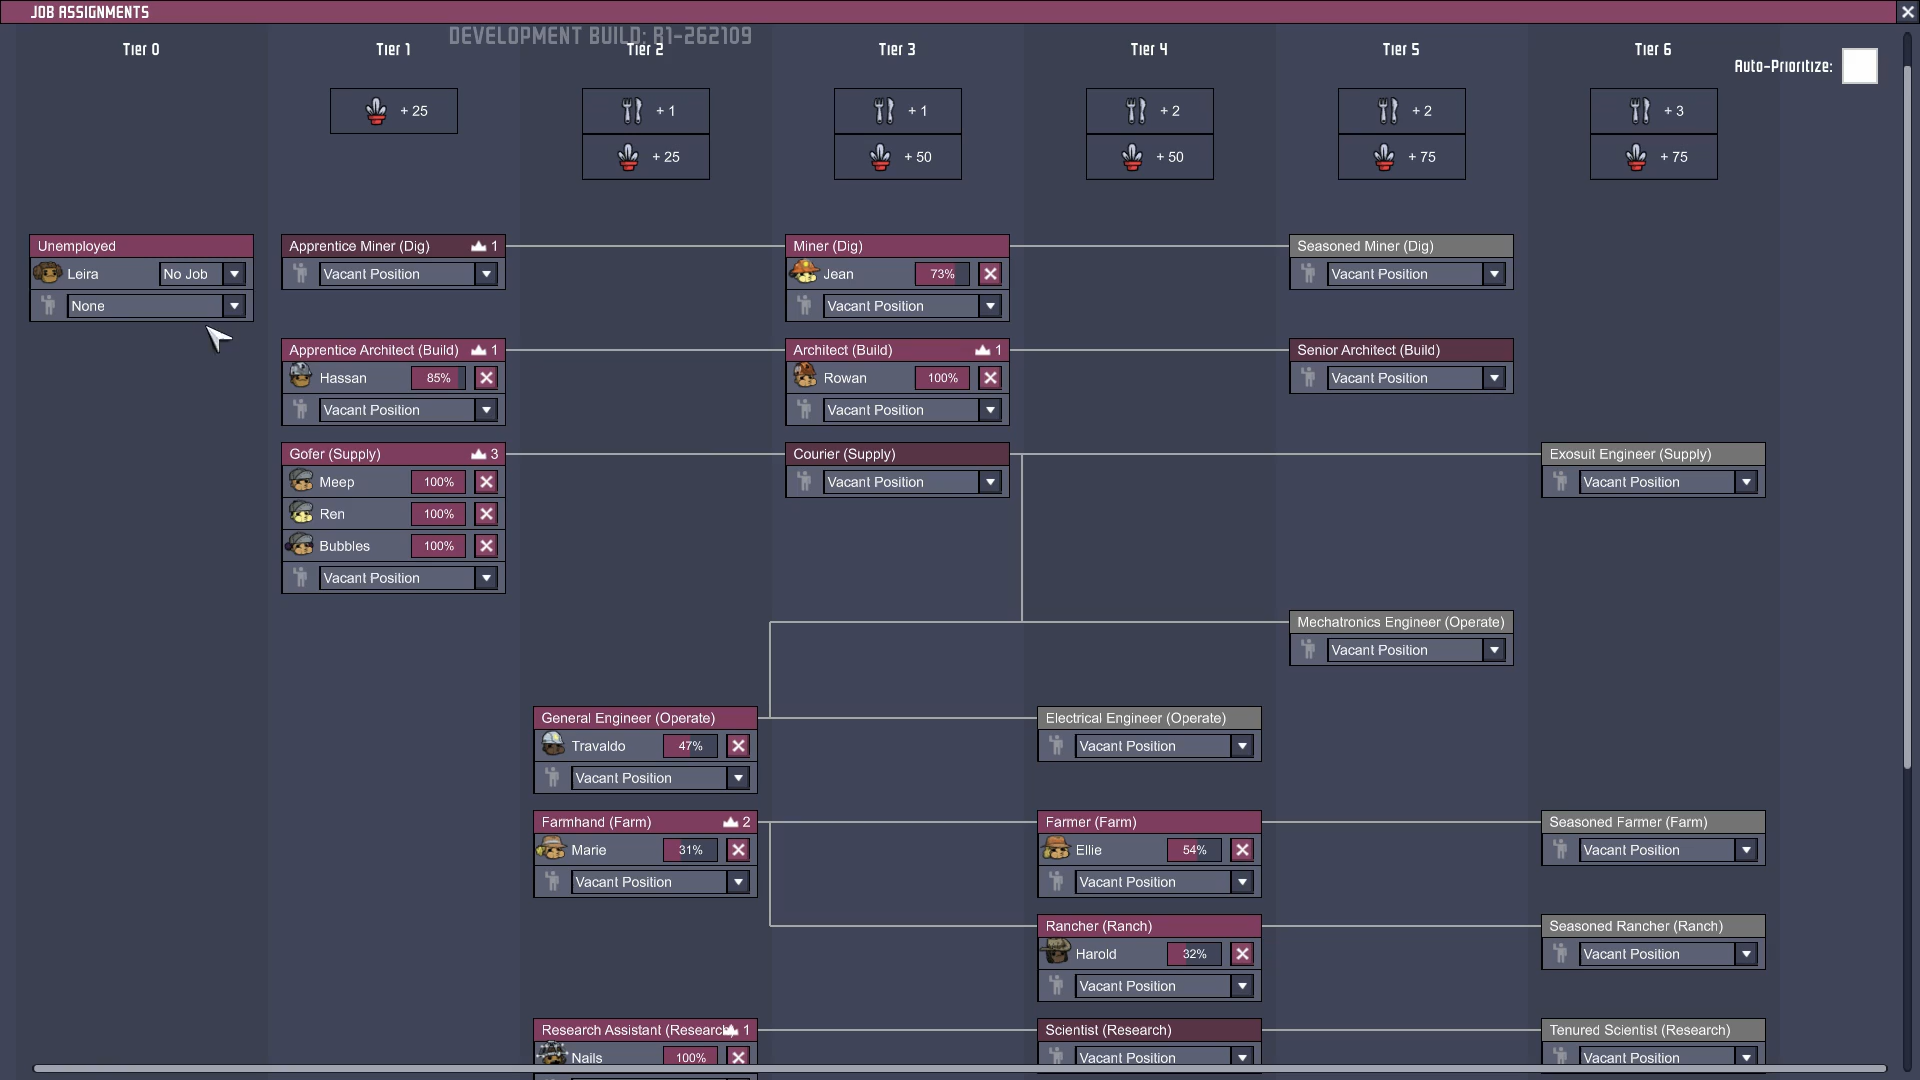 JOB ASSIGNMENTS
DEVELOPMENT BUILD: B1-262109
Tier 0
Tier 1
Tier 2
Tier 3
Tier 4
Tier 5
Tier 6
Auto-Prioritize:
+ 25
+ 1
+ 1
+ 2
+ 2
+ 3
+ 25
+ 50
+ 50
+ 75
+ 75
Unemployed
Leira No Job
None
Apprentice Miner (Dig) 1
Vacant Position
Miner (Dig)
Jean 73%
Vacant Position
Seasoned Miner (Dig)
Vacant Position
Apprentice Architect (Build) 1
Hassan 85%
Vacant Position
Architect (Build) 1
Rowan 100%
Vacant Position
Senior Architect (Build)
Vacant Position
Gofer (Supply) 3
Meep 100%
Ren 100%
Bubbles 100%
Vacant Position
Courier (Supply)
Vacant Position
Exosuit Engineer (Supply)
Vacant Position
Mechatronics Engineer (Operate)
Vacant Position
General Engineer (Operate)
Travaldo 47%
Vacant Position
Electrical Engineer (Operate)
Vacant Position
Farmhand (Farm) 2
Marie 31%
Vacant Position
Farmer (Farm)
Ellie 54%
Vacant Position
Seasoned Farmer (Farm)
Vacant Position
Rancher (Ranch)
Harold 32%
Vacant Position
Seasoned Rancher (Ranch)
Vacant Position
Research Assistant (Research) 1
Nails 100%
Scientist (Research)
Vacant Position
Tenured Scientist (Research)
Vacant Position